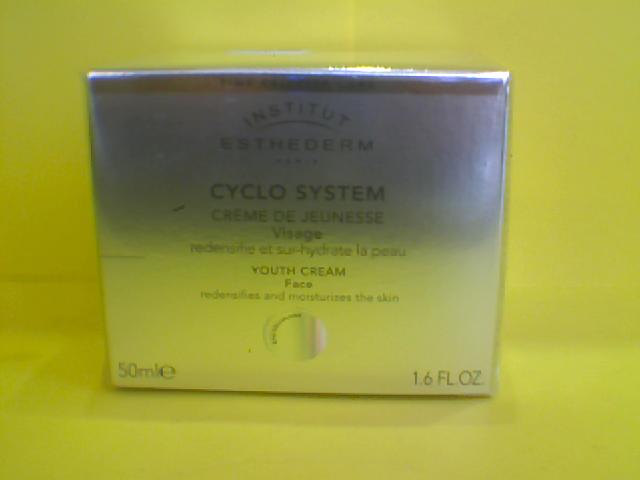 INSTITUT
ESTHEDERM
PARIS
CYCLO SYSTEM
CRÈME DE JEUNESSE
Visage
redensifie et sur-hydrate la peau
YOUTH CREAM
Face
redensifies and moisturizes the skin
50ml℮
1.6 FL.OZ.